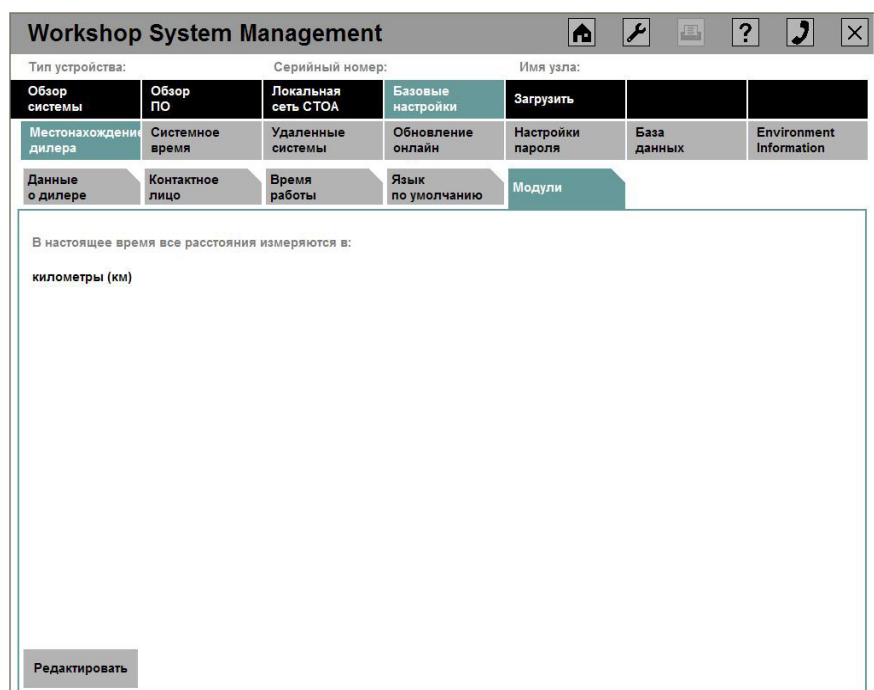 Workshop System Management
?
Тип устройства: Серийный номер: Имя узла:
Обзор системы
Обзор ПО
Локальная сеть СТОА
Базовые настройки
Загрузить
Местонахождение дилера
Системное время
Удаленные системы
Обновление онлайн
Настройки пароля
База данных
Environment Information
Данные о дилере
Контактное лицо
Время работы
Язык по умолчанию
Модули
В настоящее время все расстояния измеряются в:
километры (км)
Редактировать